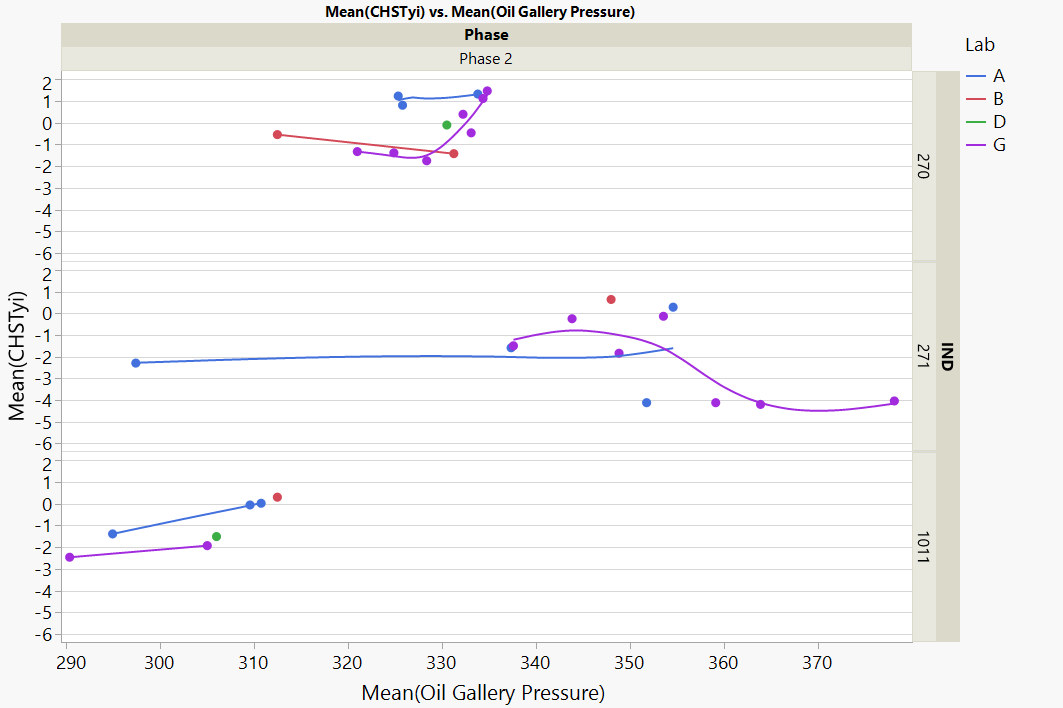 Mean(CHSTyi) vs. Mean(Oil Gallery Pressure)
Phase
Phase 2
Lab
A
B
D
G
2
1
0
-1
-2
-3
-4
-5
-6
270
2
1
0
-1
-2
-3
-4
-5
-6
271
IND
Mean(CHSTyi)
2
1
0
-1
-2
-3
-4
-5
-6
1011
290 300 310 320 330 340 350 360 370
Mean(Oil Gallery Pressure)